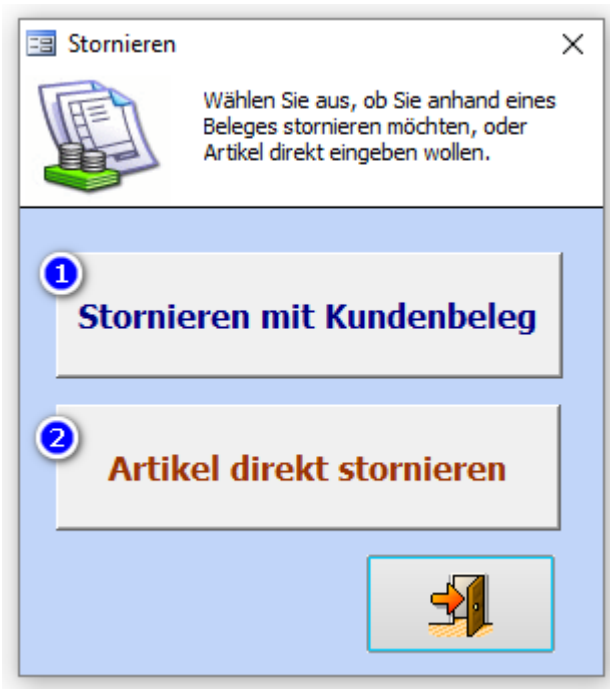 Stornieren
Wählen Sie aus, ob Sie anhand eines
Beleges stornieren möchten, oder
Artikel direkt eingeben wollen.
1
Stornieren mit Kundenbeleg
2
Artikel direkt stornieren